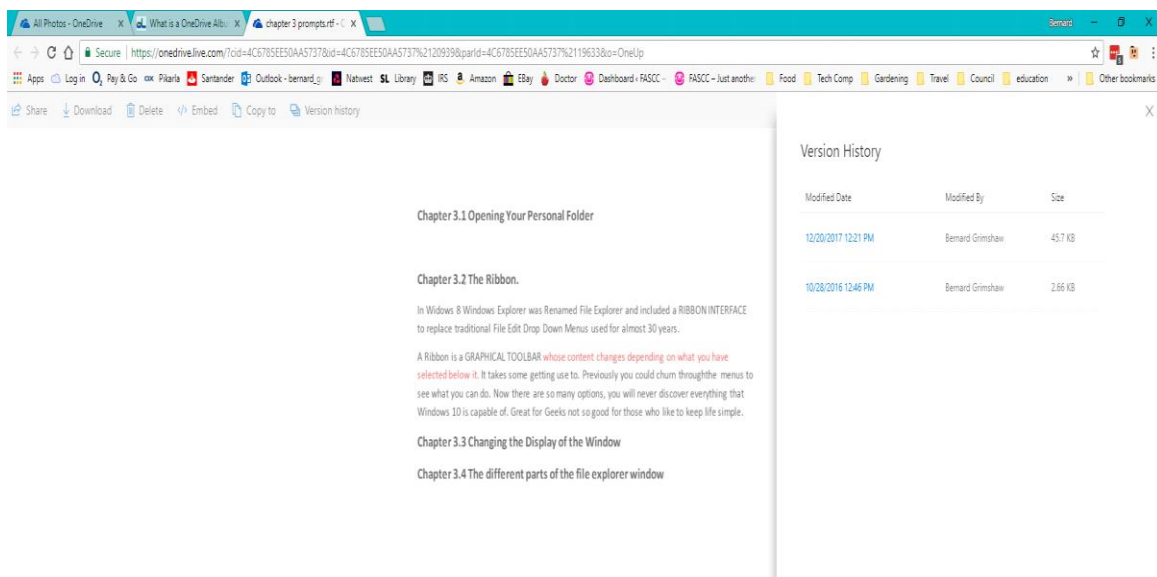 All Photos - OneDrive
What is a OneDrive Albu
chapter 3 prompts.rtf - O
Bernard
Secure | https://onedrive.live.com/?cid=4C6785EE50AA5737&id=4C6785EE50AA5737%2120939&parId=4C6785EE50AA5737%2119633&o=OneUp
Apps Log in Pay & Go Pikaria Santander Outlook - bernard_g Natwest SL Library IRS Amazon EBay Doctor Dashboard ‹ FASCC – FASCC – Just anothe Food Tech Comp Gardening Travel Council education » Other bookmarks
Share Download Delete Embed Copy to Version history
Chapter 3.1 Opening Your Personal Folder
Chapter 3.2 The Ribbon.
In Widows 8 Windows Explorer was Renamed File Explorer and included a RIBBON INTERFACE
to replace traditional File Edit Drop Down Menus used for almost 30 years.
A Ribbon is a GRAPHICAL TOOLBAR whose content changes depending on what you have
selected below it. It takes some getting use to. Previously you could churn throughthe menus to
see what you can do. Now there are so many options, you will never discover everything that
Windows 10 is capable of. Great for Geeks not so good for those who like to keep life simple.
Chapter 3.3 Changing the Display of the Window
Chapter 3.4 The different parts of the file explorer window
Version History
Modified Date Modified By Size
12/20/2017 12:21 PM Bernard Grimshaw 45.7 KB
10/28/2016 12:46 PM Bernard Grimshaw 2.66 KB